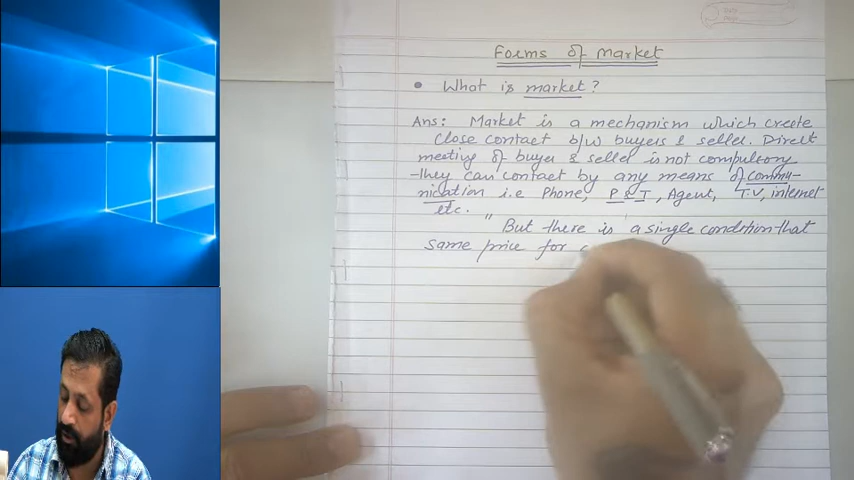 Forms of market
• What is market?
Ans: Market is a mechanism which create
close contact b/w buyers & seller. Direct
meeting of buyer & seller is not compulsory
they can contact by any means of commu-
nication i.e Phone, P & T, Agent, T.V, internet
etc.
" But there is a single condition that
same price for